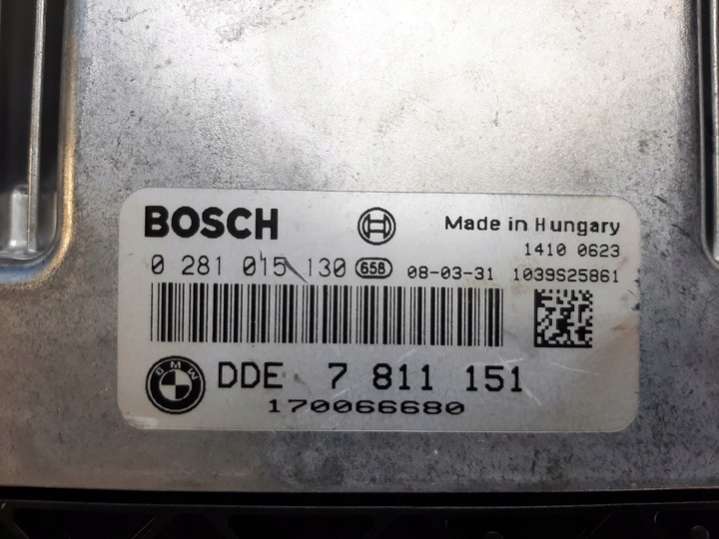 BOSCH Made in Hungary
1410 0623
0 281 015 130 658 08-03-31 1039S25861
BMW DDE 7 811 151
170066680